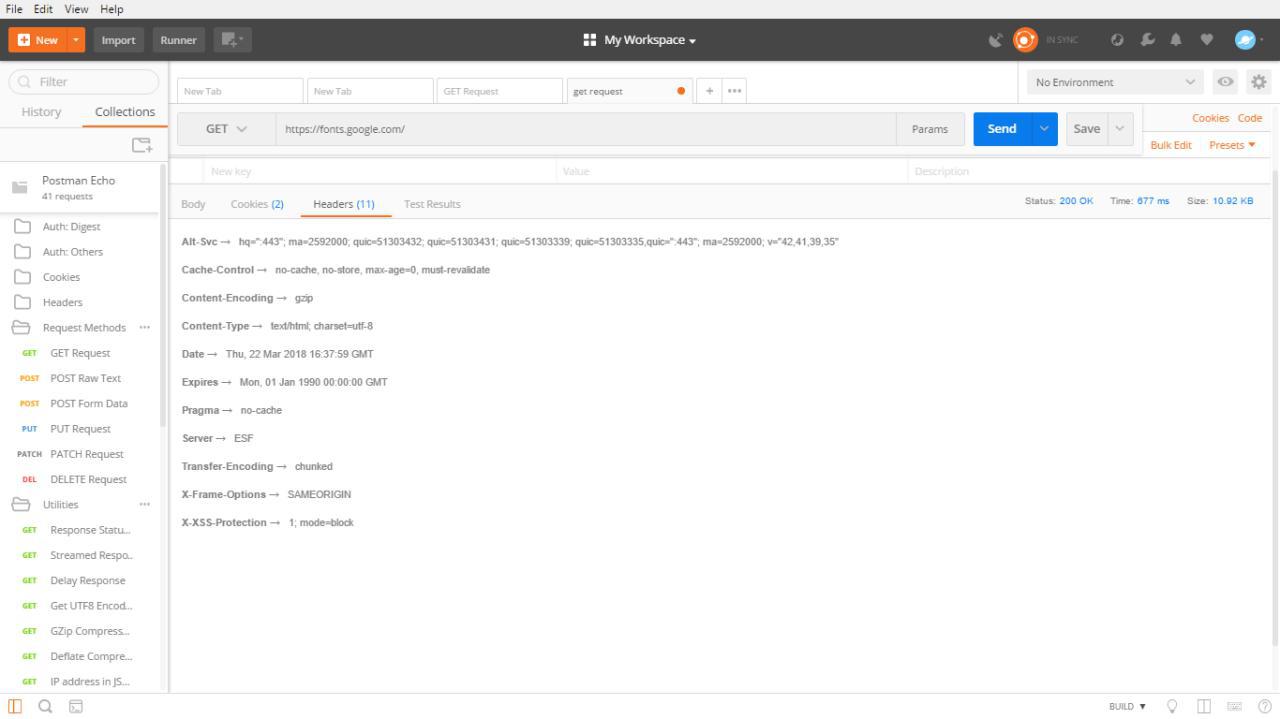 File Edit View Help
New Import Runner My Workspace IN SYNC
Filter
History Collections
Postman Echo
41 requests
Auth: Digest
Auth: Others
Cookies
Headers
Request Methods
GET GET Request
POST POST Raw Text
POST POST Form Data
PUT PUT Request
PATCH PATCH Request
DEL DELETE Request
Utilities
GET Response Statu...
GET Streamed Respo...
GET Delay Response
GET Get UTF8 Encod...
GET GZip Compress...
GET Deflate Compre...
GET IP address in JS...
New Tab New Tab GET Request get request + ••• No Environment
GET https://fonts.google.com/ Params Send Save
Cookies Code
Bulk Edit Presets
New key Value Description
Body Cookies (2) Headers (11) Test Results Status: 200 OK Time: 677 ms Size: 10.92 KB
Alt-Svc → hq=":443"; ma=2592000; quic=51303432; quic=51303431; quic=51303339; quic=51303335,quic=":443"; ma=2592000; v="42,41,39,35"
Cache-Control → no-cache, no-store, max-age=0, must-revalidate
Content-Encoding → gzip
Content-Type → text/html; charset=utf-8
Date → Thu, 22 Mar 2018 16:37:59 GMT
Expires → Mon, 01 Jan 1990 00:00:00 GMT
Pragma → no-cache
Server → ESF
Transfer-Encoding → chunked
X-Frame-Options → SAMEORIGIN
X-XSS-Protection → 1; mode=block
BUILD